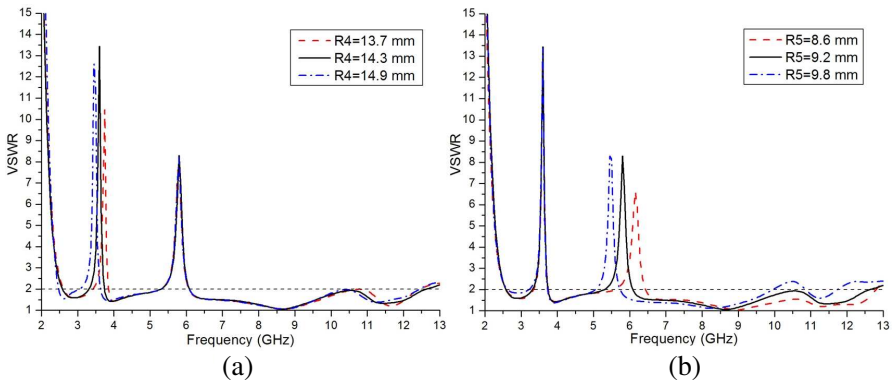 15
14
13
12
11
10
9
8
7
6
5
4
3
2
1
VSWR
R4=13.7 mm
R4=14.3 mm
R4=14.9 mm
2 3 4 5 6 7 8 9 10 11 12 13
Frequency (GHz)
(a)
15
14
13
12
11
10
9
8
7
6
5
4
3
2
1
VSWR
R5=8.6 mm
R5=9.2 mm
R5=9.8 mm
2 3 4 5 6 7 8 9 10 11 12 13
Frequency (GHz)
(b)